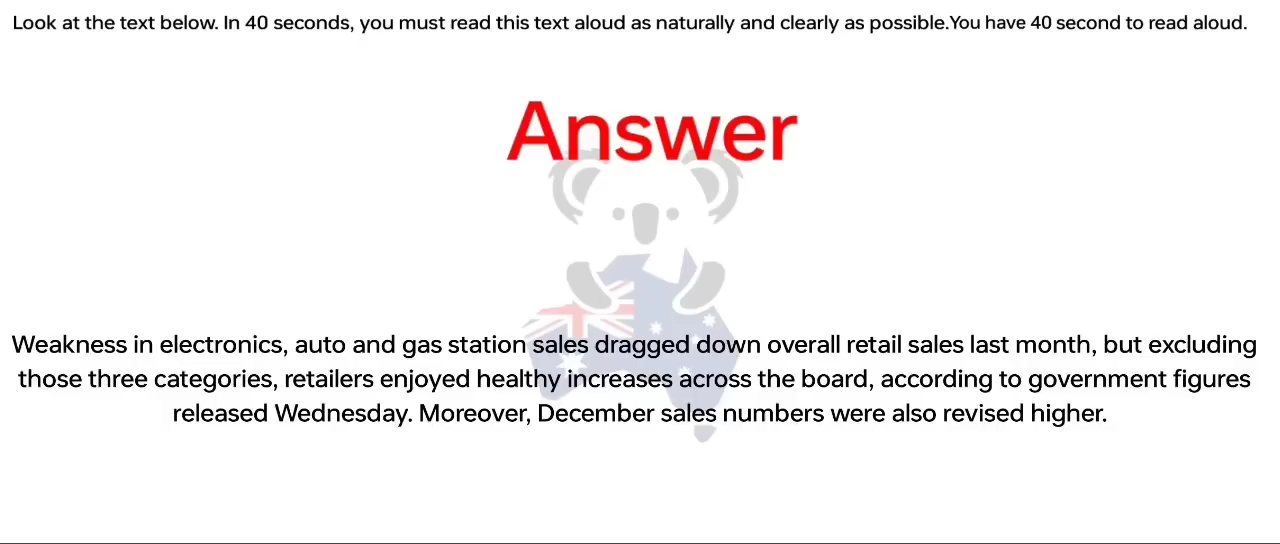 Look at the text below. In 40 seconds, you must read this text aloud as naturally and clearly as possible.You have 40 second to read aloud.
Answer
Weakness in electronics, auto and gas station sales dragged down overall retail sales last month, but excluding
those three categories, retailers enjoyed healthy increases across the board, according to government figures
released Wednesday. Moreover, December sales numbers were also revised higher.